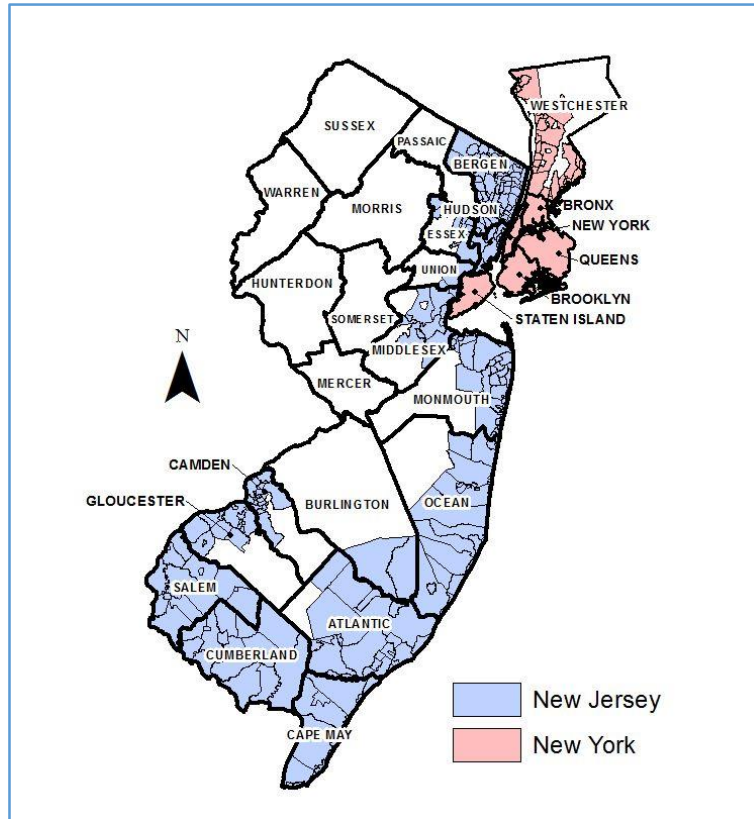 WESTCHESTER
SUSSEX
PASSAIC
BERGEN
WARREN
BRONX
MORRIS
HUDSON
NEW YORK
ESSEX
QUEENS
UNION
HUNTERDON
BROOKLYN
SOMERSET
STATEN ISLAND
N
MIDDLESEX
MERCER
MONMOUTH
CAMDEN
GLOUCESTER
BURLINGTON
OCEAN
SALEM
ATLANTIC
CUMBERLAND
New Jersey
CAPE MAY
New York